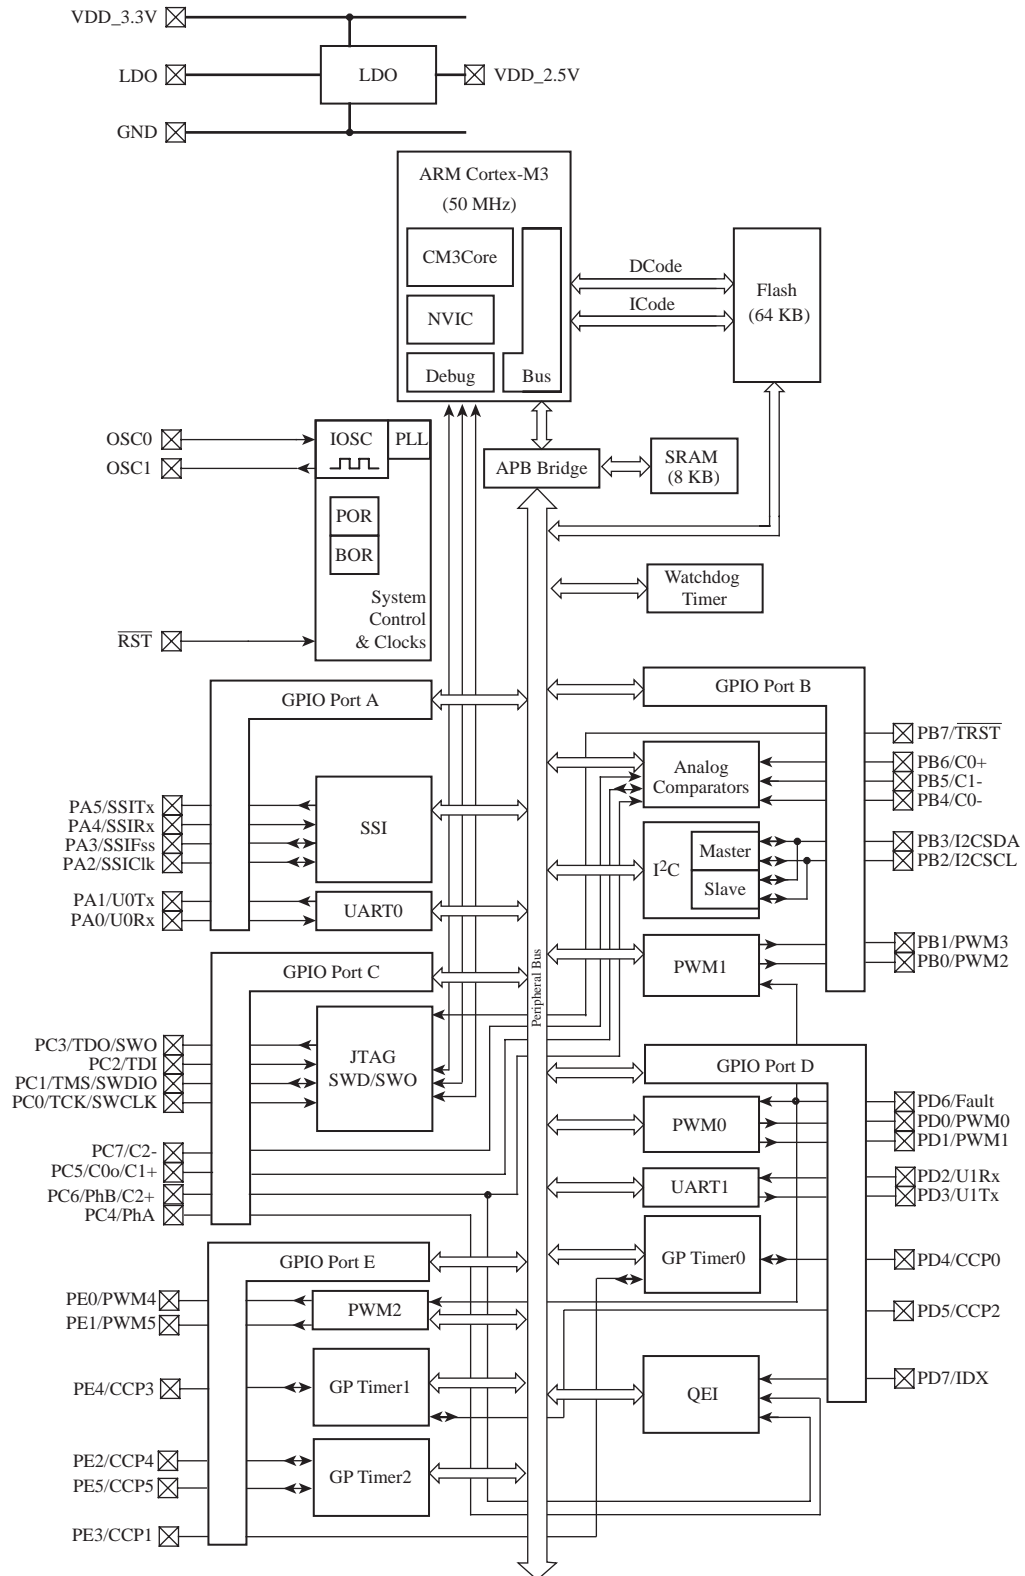 VDD_3.3V
LDO
LDO
VDD_2.5V
GND
ARM Cortex-M3
(50 MHz)
CM3Core
NVIC
Debug
Bus
DCode
ICode
Flash
(64 KB)
OSC0
OSC1
IOSC
PLL
POR
BOR
System
Control
& Clocks
RST
APB Bridge
SRAM
(8 KB)
Watchdog
Timer
GPIO Port A
PA5/SSITx
PA4/SSIRx
PA3/SSIFss
PA2/SSIClk
SSI
PA1/U0Tx
PA0/U0Rx
UART0
GPIO Port B
PB7/TRST
PB6/C0+
PB5/C1-
PB4/C0-
Analog
Comparators
PB3/I2CSDA
PB2/I2CSCL
I2C
Master
Slave
PB1/PWM3
PB0/PWM2
PWM1
Peripheral Bus
GPIO Port C
PC3/TDO/SWO
PC2/TDI
PC1/TMS/SWDIO
PC0/TCK/SWCLK
JTAG
SWD/SWO
PC7/C2-
PC5/C0o/C1+
PC6/PhB/C2+
PC4/PhA
GPIO Port D
PD6/Fault
PD0/PWM0
PD1/PWM1
PWM0
PD2/U1Rx
PD3/U1Tx
UART1
GP Timer0
PD4/CCP0
PD5/CCP2
QEI
PD7/IDX
GPIO Port E
PE0/PWM4
PE1/PWM5
PWM2
PE4/CCP3
GP Timer1
PE2/CCP4
PE5/CCP5
GP Timer2
PE3/CCP1